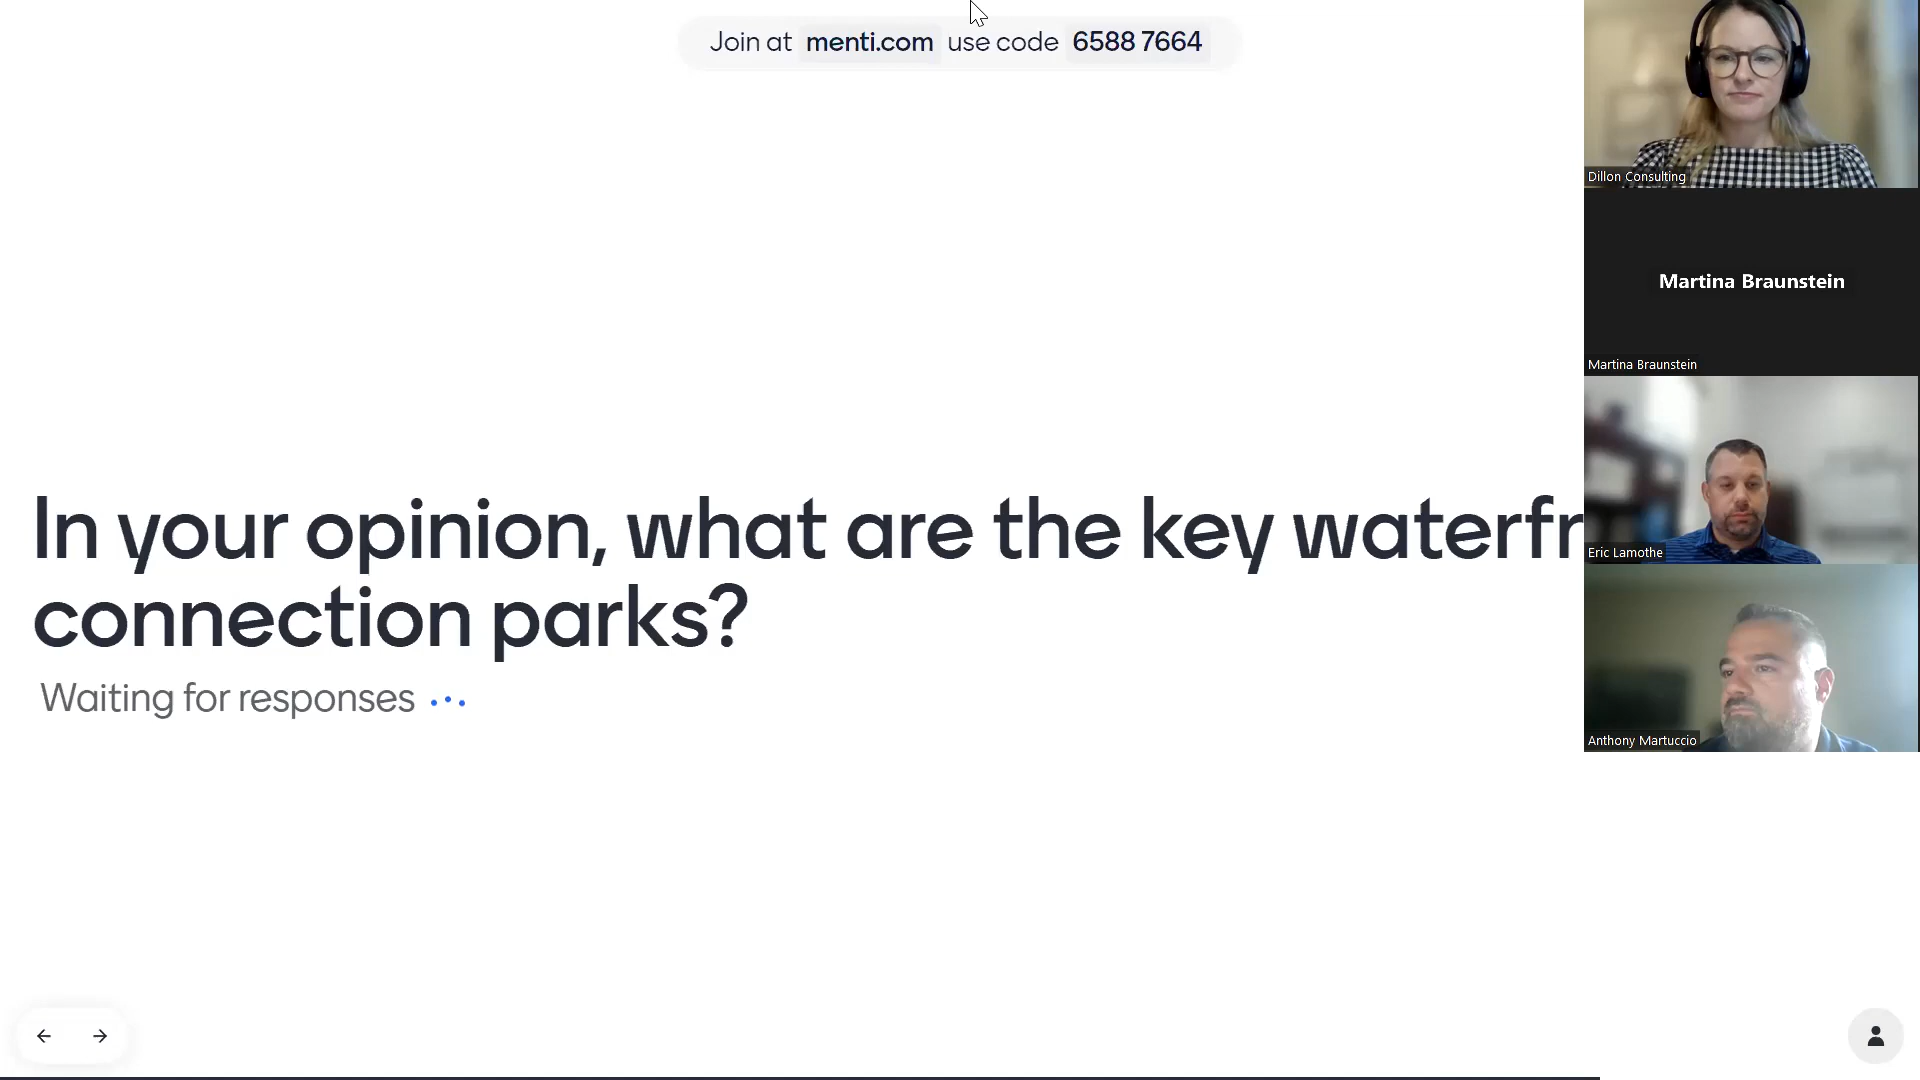 Join at menti.com use code 6588 7664
In your opinion, what are the key waterfr
connection parks?
Waiting for responses
Dillon Consulting
Martina Braunstein
Martina Braunstein
Eric Lamothe
Anthony Martuccio